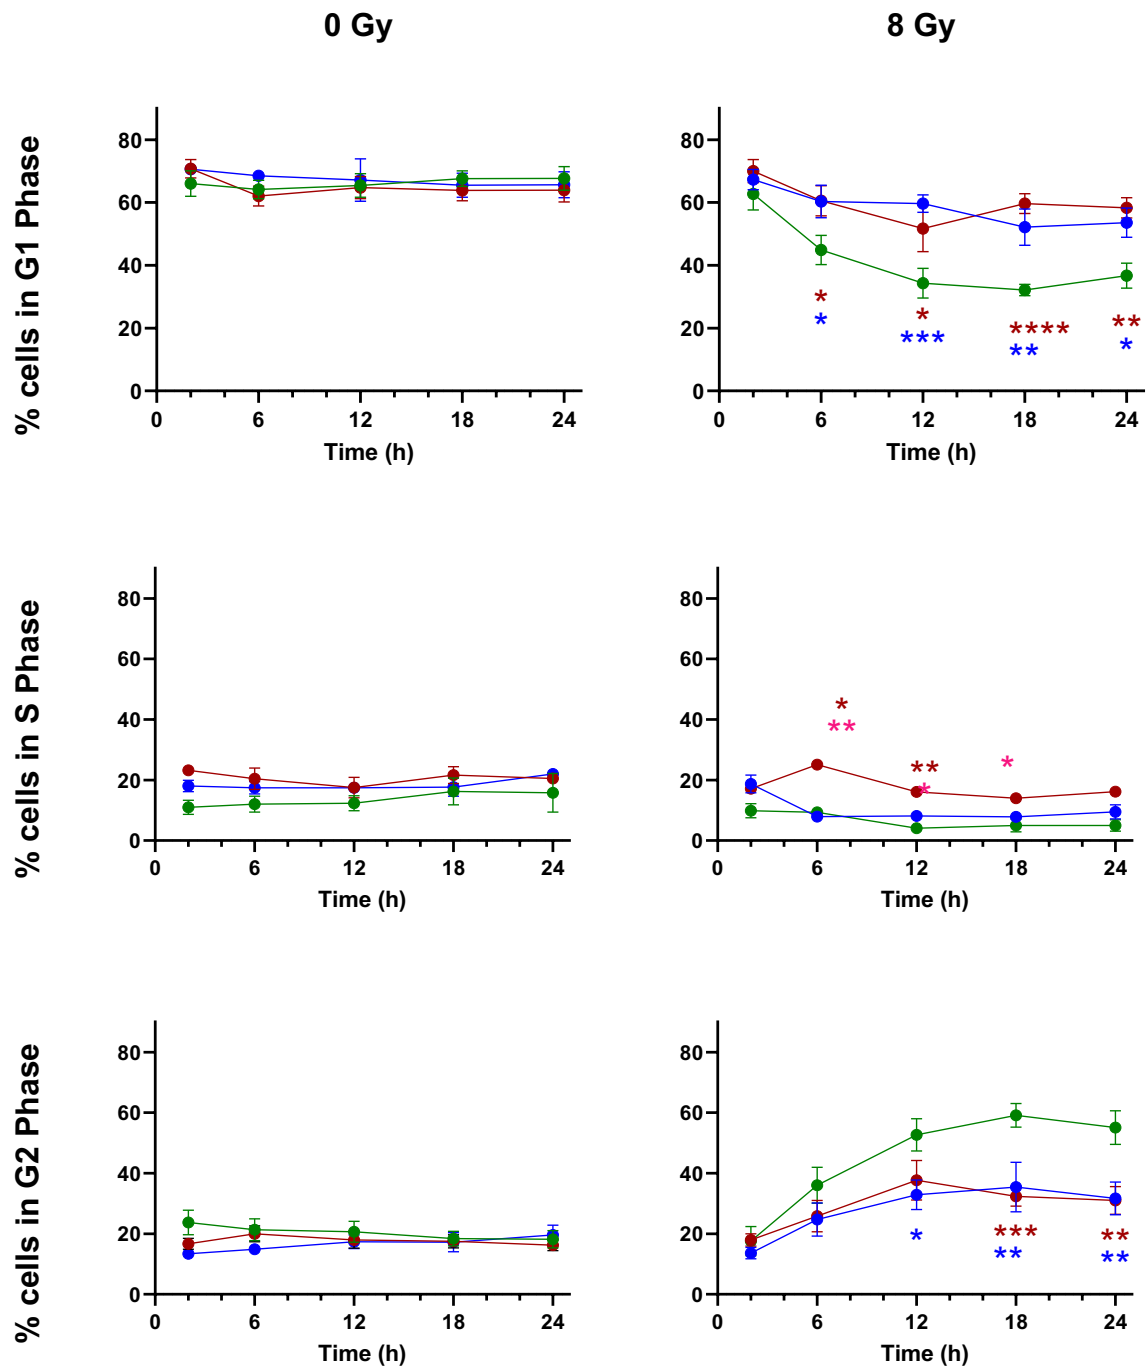 0 Gy
8 Gy
% cells in G1 Phase
80
60
40
20
0
0 6 12 18 24
Time (h)
80
60
40
20
0
* * **** **
* *** ** *
0 6 12 18 24
Time (h)
% cells in S Phase
80
60
40
20
0
0 6 12 18 24
Time (h)
80
60
40
20
0
*
**
** *
*
0 6 12 18 24
Time (h)
% cells in G2 Phase
80
60
40
20
0
0 6 12 18 24
Time (h)
80
60
40
20
0
* *** **
** **
0 6 12 18 24
Time (h)